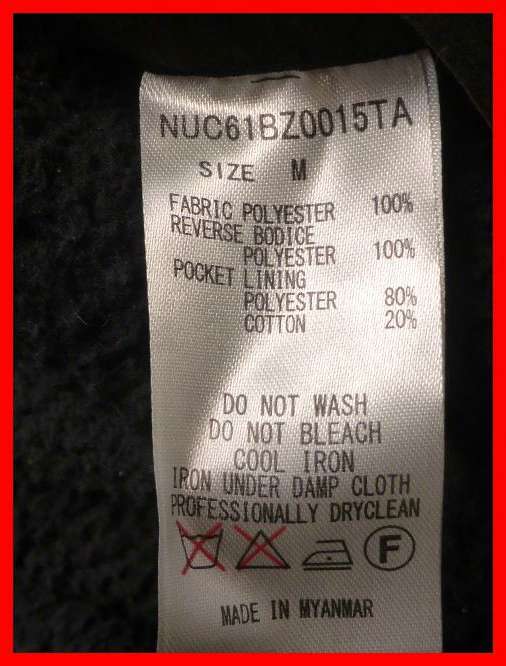 NUC61BZ0015TA
SIZE M
FABRIC POLYESTER 100%
REVERSE BODICE
POLYESTER 100%
POCKET LINING
POLYESTER 80%
COTTON 20%
DO NOT WASH
DO NOT BLEACH
COOL IRON
IRON UNDER DAMP CLOTH
PROFESSIONALLY DRYCLEAN
F
MADE IN MYANMAR